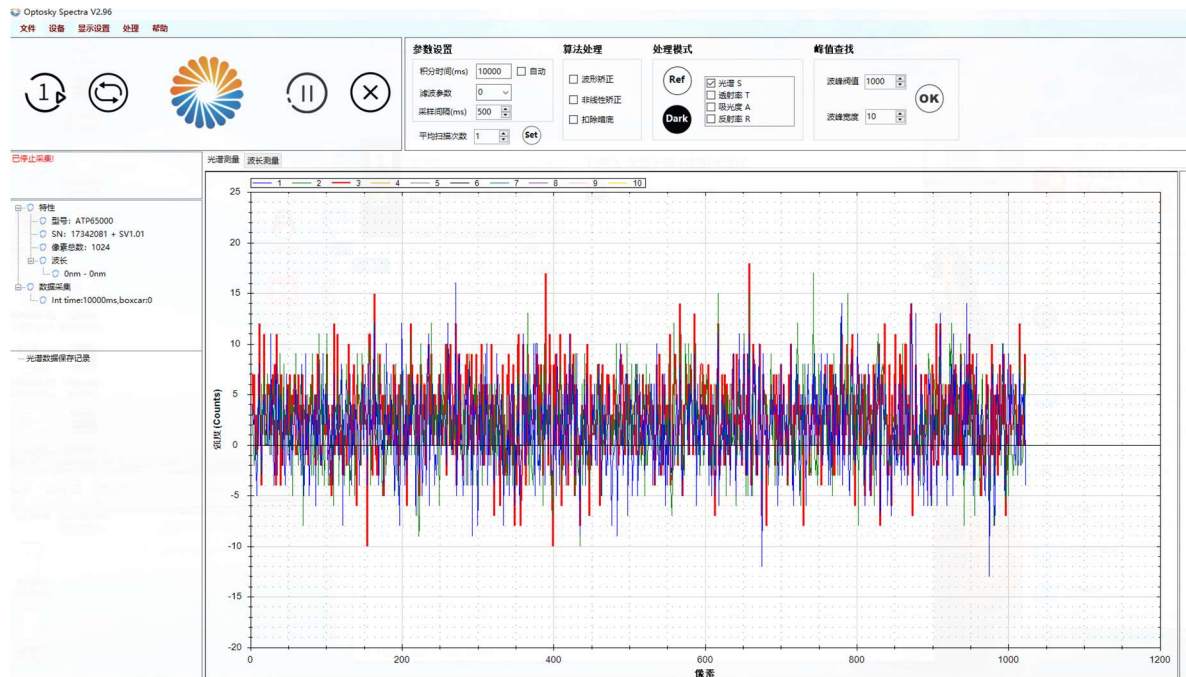 Optosky Spectra V2.96
文件 设备 显示设置 处理 帮助
参数设置 算法处理 处理模式 峰值查找
积分时间(ms) 10000 自动
滤波参数 0
采样间隔(ms) 500
平均扫描次数 1 Set
波形矫正
非线性矫正
扣除暗底
Ref
Dark
光谱 S
透射率 T
吸光度 A
反射率 R
波峰阀值 1000
波峰宽度 10
OK
1
已停止采集!
特性
型号: ATP65000
SN: 17342081 + SV1.01
像素总数: 1024
波长
0nm - 0nm
数据采集
Int time:10000ms,boxcar:0
光谱数据保存记录
光谱测量 波长测量
1 2 3 4 5 6 7 8 9 10
25
20
15
10
5
0
-5
-10
-15
-20
强度 (Counts)
0 200 400 600 800 1000 1200
像素